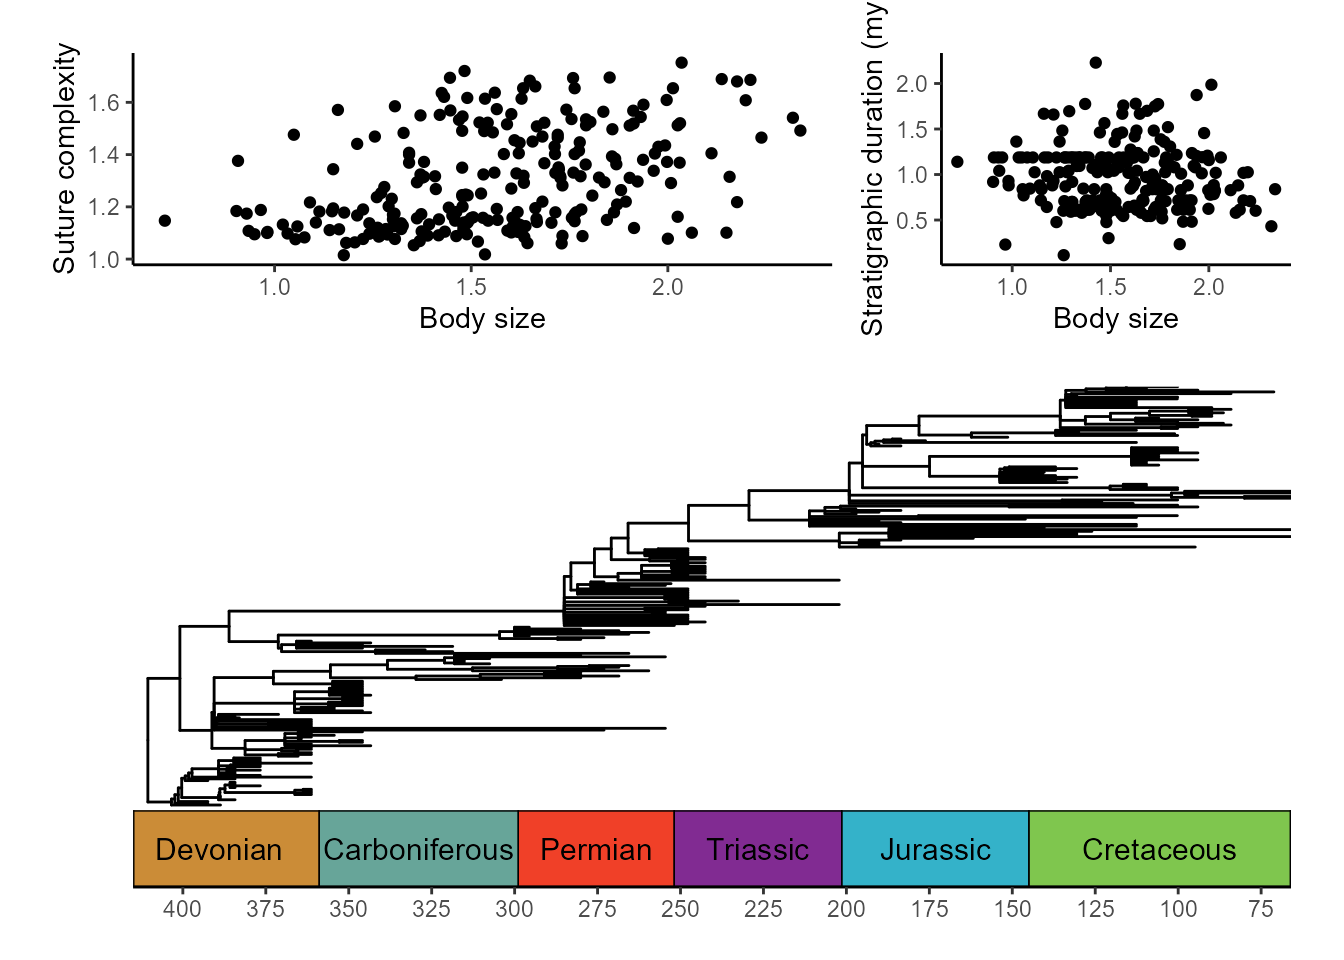 Suture complexity
1.6
1.4
1.2
1.0
1.0 1.5 2.0
Body size
Stratigraphic duration (my
2.0
1.5
1.0
0.5
1.0 1.5 2.0
Body size
Devonian Carboniferous Permian Triassic Jurassic Cretaceous
400 375 350 325 300 275 250 225 200 175 150 125 100 75